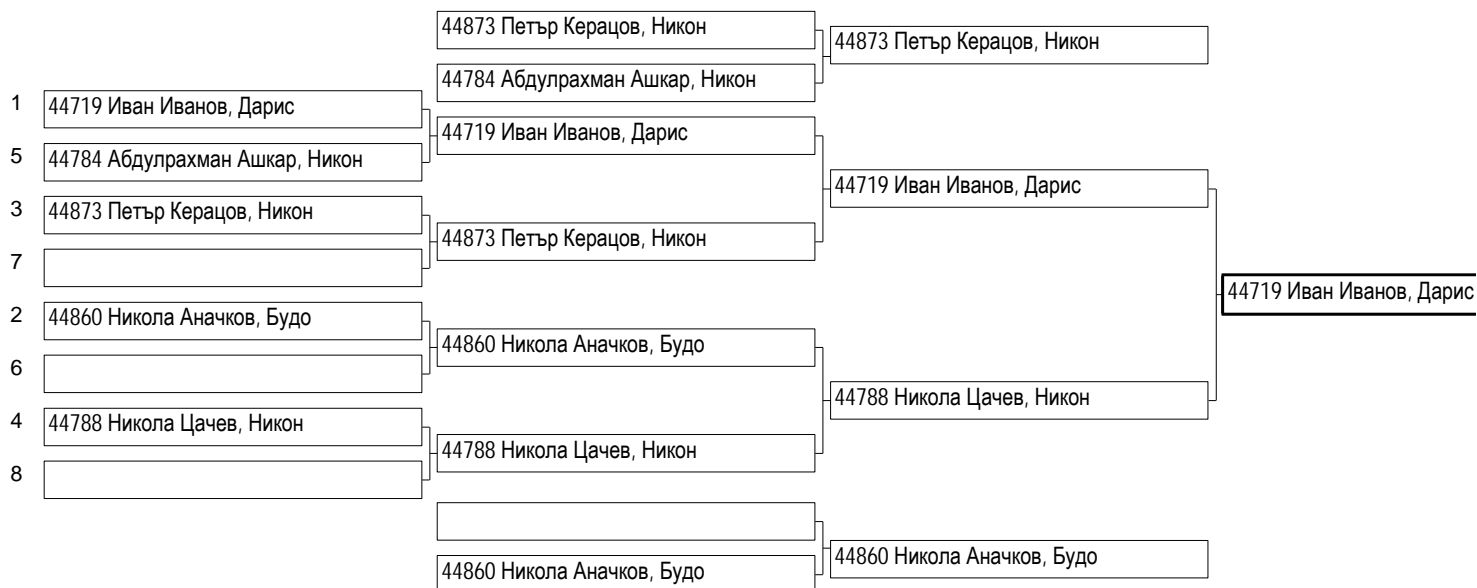 44873 Петър Керацов, Никон
44784 Абдулрахман Ашкар, Никон
44873 Петър Керацов, Никон
1 44719 Иван Иванов, Дарис
5 44784 Абдулрахман Ашкар, Никон
44719 Иван Иванов, Дарис
3 44873 Петър Керацов, Никон
7
44873 Петър Керацов, Никон
44719 Иван Иванов, Дарис
2 44860 Никола Аначков, Будо
6
44860 Никола Аначков, Будо
4 44788 Никола Цачев, Никон
8
44788 Никола Цачев, Никон
44788 Никола Цачев, Никон
44719 Иван Иванов, Дарис
44860 Никола Аначков, Будо
44860 Никола Аначков, Будо